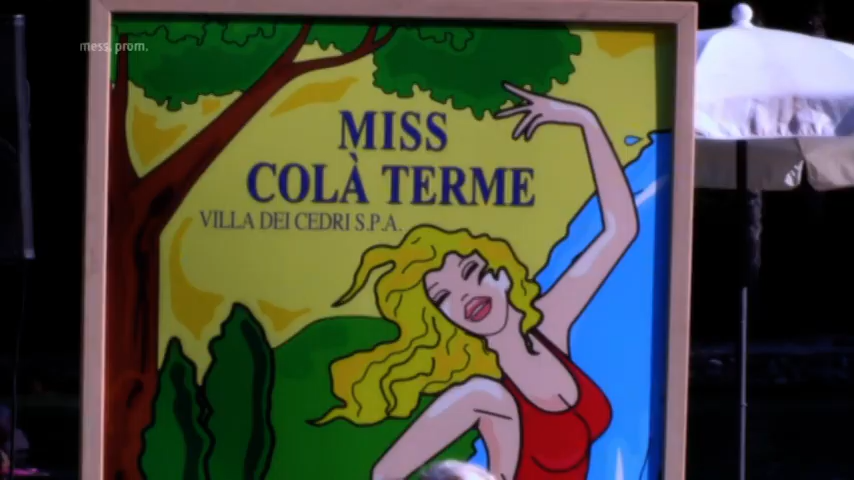 mess. prom.
MISS
COLÀ TERME
VILLA DEI CEDRI S.P.A.